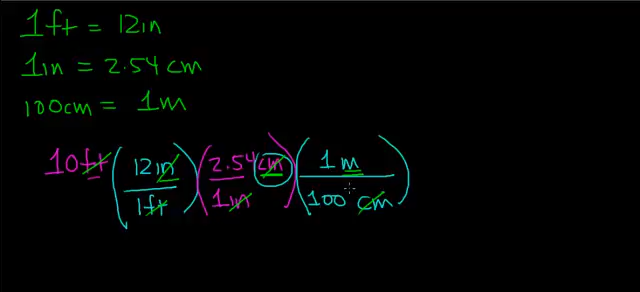 1ft = 12in
1in = 2.54 cm
100cm = 1m
10ft (12in/1ft) (2.54 cm/1in) (1 m/100 cm)